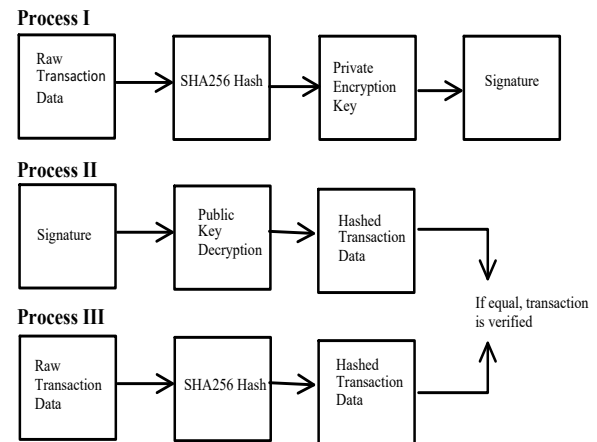 Process I
Raw
Transaction
Data
SHA256 Hash
Private
Encryption
Key
Signature
Process II
Signature
Public
Key
Decryption
Hashed
Transaction
Data
If equal, transaction
is verified
Process III
Raw
Transaction
Data
SHA256 Hash
Hashed
Transaction
Data